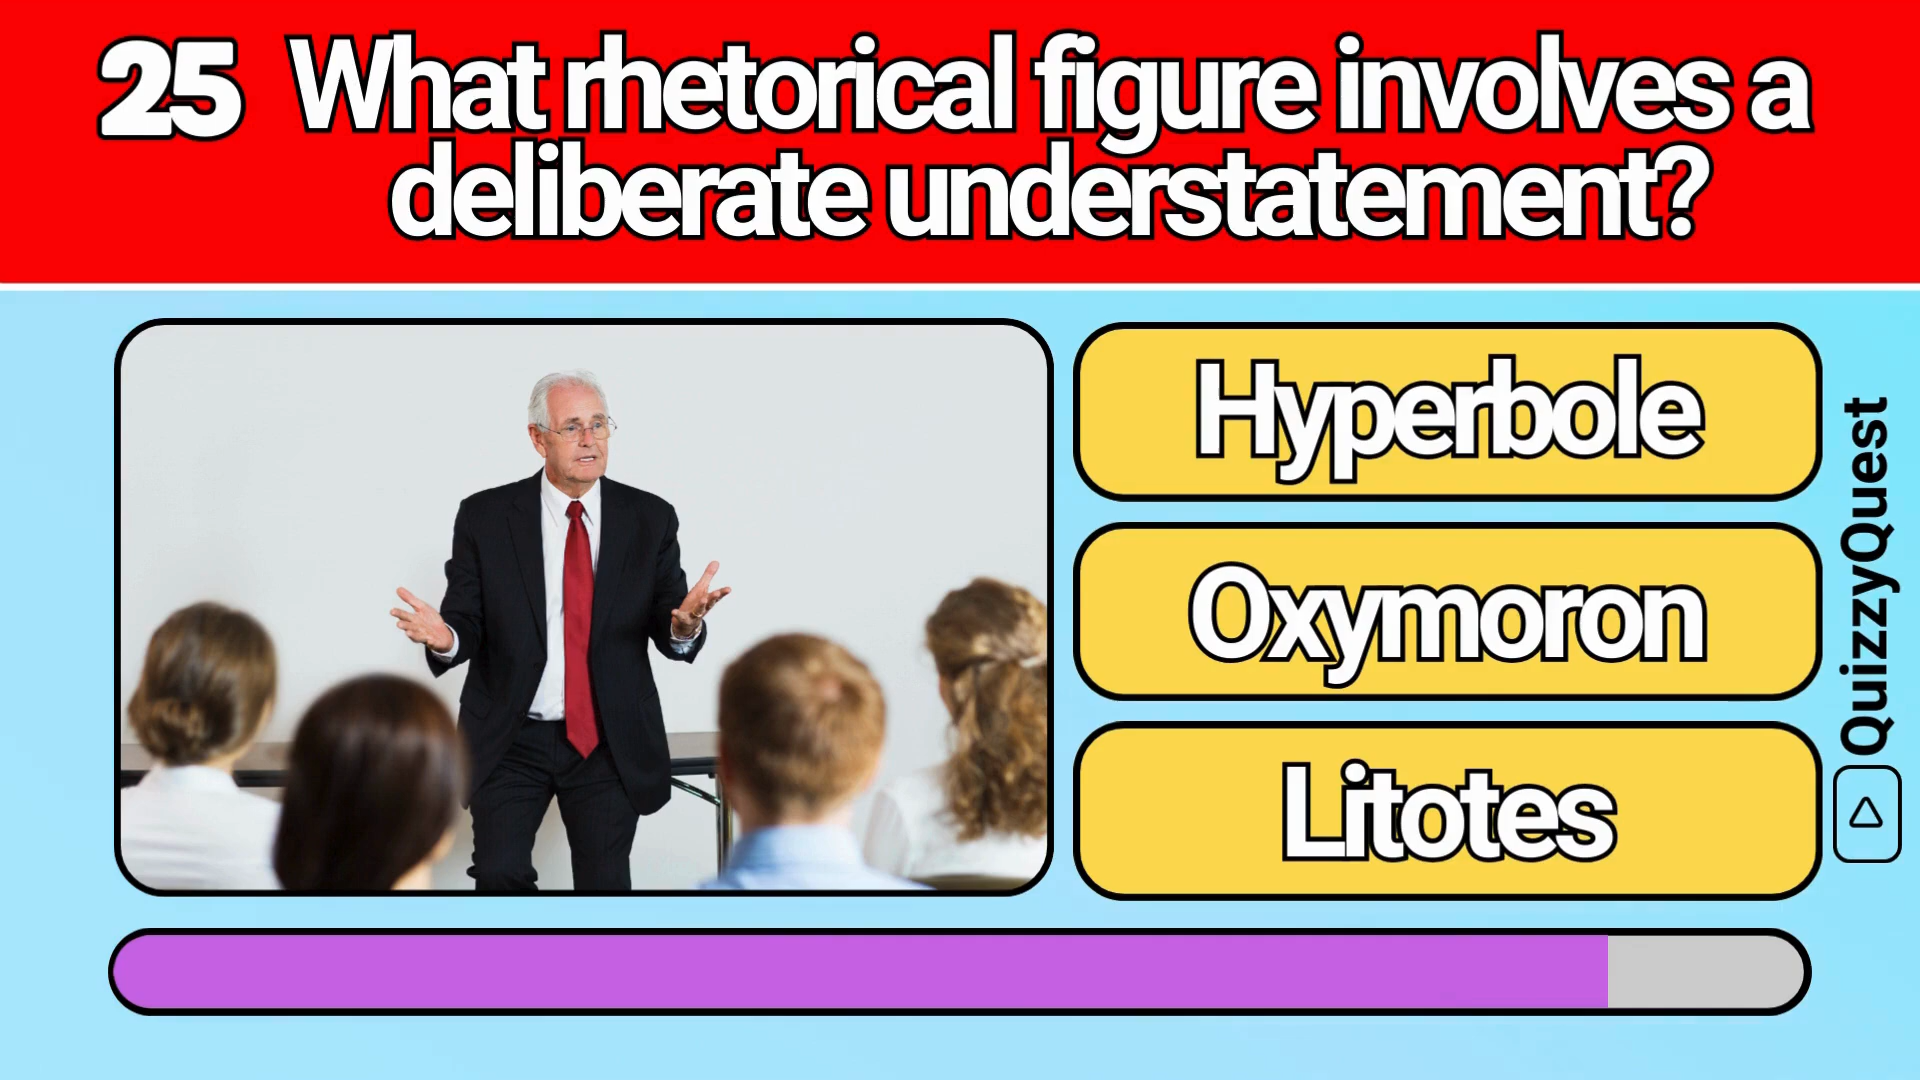 25 What rhetorical figure involves a
deliberate understatement?
Hyperbole
Oxymoron
Litotes
QuizzyQuest